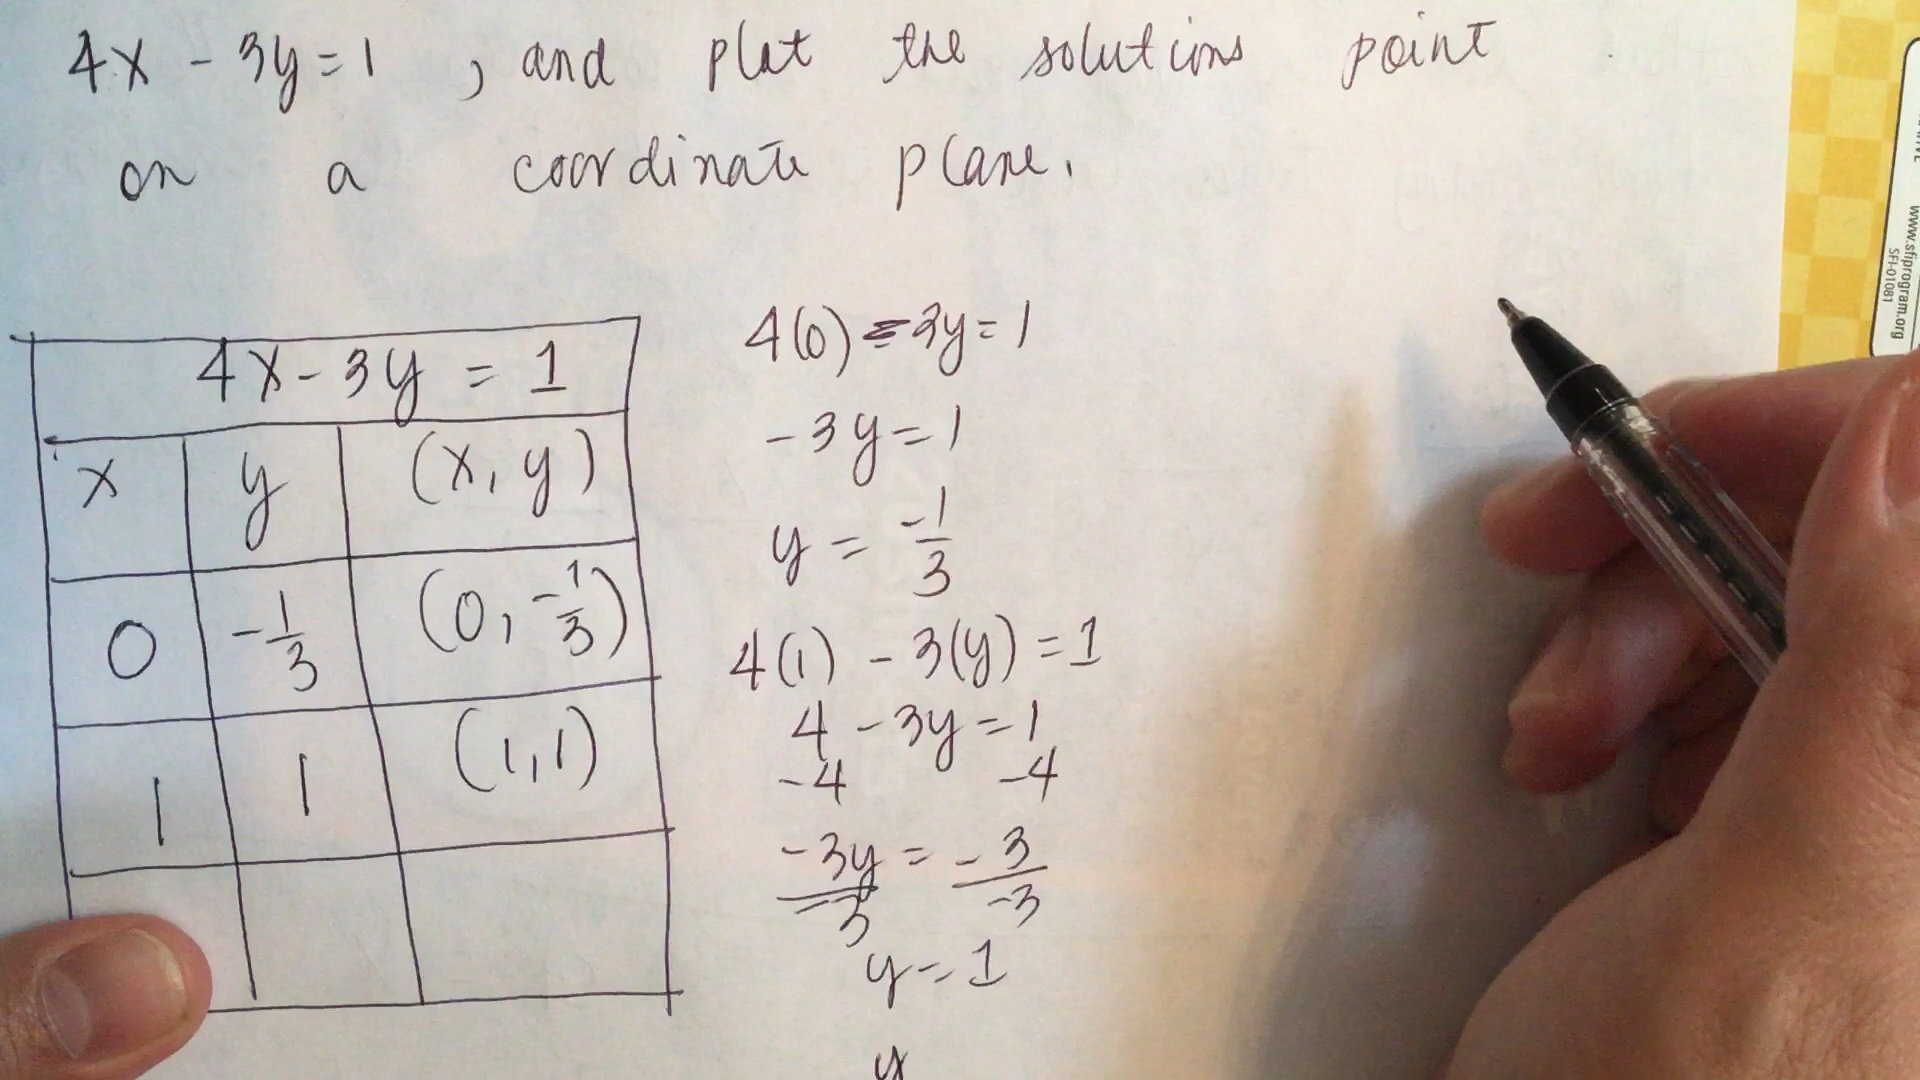 4x - 3y = 1 , and plot the solutions point
on a coordinate plane.
4x - 3y = 1
x y (x, y)
0 -1/3 (0, -1/3)
1 1 (1,1)
4(0) - 3y = 1
-3y = 1
y = -1/3
4(1) - 3(y) = 1
4 - 3y = 1
-4 -4
-3y = -3
-3 -3
y = 1
y
www.sfiprogram.org
SFI-01081